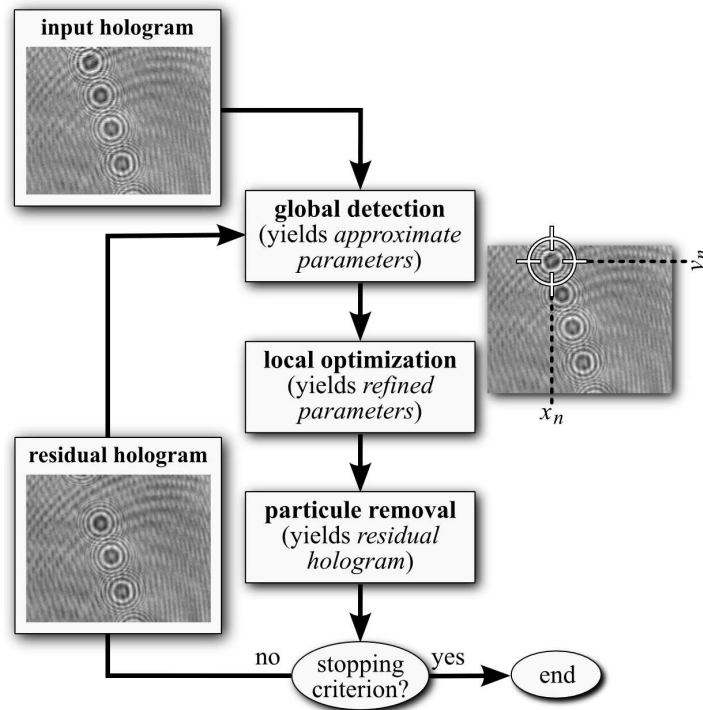 input hologram
global detection
(yields approximate
parameters)
y_n
local optimization
(yields refined
parameters)
x_n
residual hologram
particule removal
(yields residual
hologram)
no
stopping
criterion?
yes
end